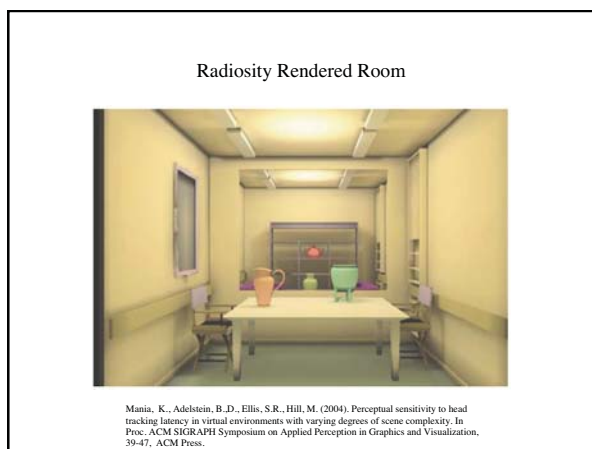 Radiosity Rendered Room
Mania, K., Adelstein, B.,D., Ellis, S.R., Hill, M. (2004). Perceptual sensitivity to head
tracking latency in virtual environments with varying degrees of scene complexity. In
Proc. ACM SIGRAPH Symposium on Applied Perception in Graphics and Visualization,
39-47, ACM Press.